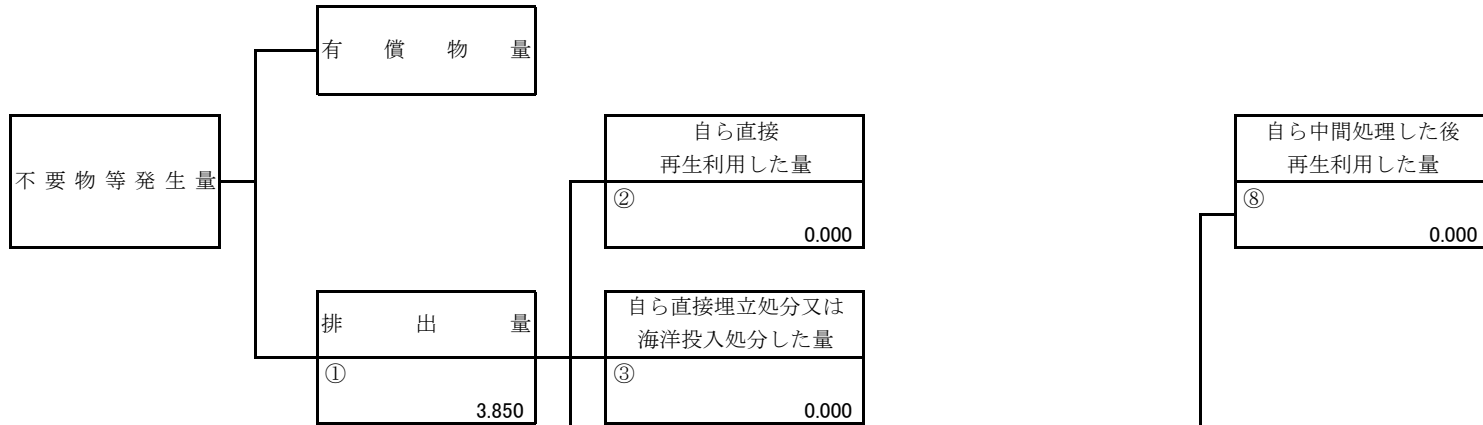 有償物量
自ら直接
再生利用した量
②
0.000
自ら中間処理した後
再生利用した量
⑧
0.000
不要物等発生量
排出量
①
3.850
自ら直接埋立処分又は
海洋投入処分した量
③
0.000